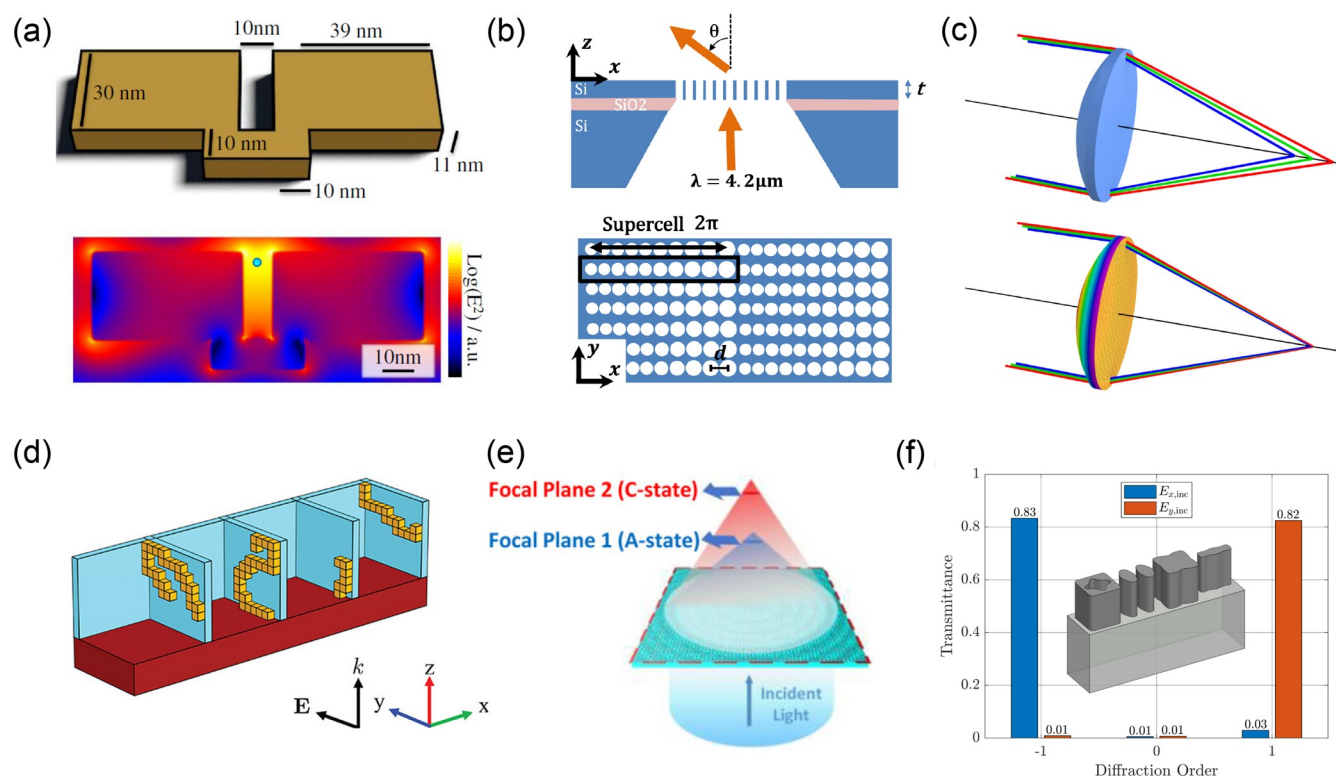 (a)
10nm
39 nm
30 nm
10 nm
11 nm
10 nm
Log(E²) / a.u.
10nm
(b)
z
x
θ
Si
SiO2
Si
t
λ = 4.2μm
Supercell 2π
d
y
x
(c)
(d)
E
k
y
z
x
(e)
Focal Plane 2 (C-state)
Focal Plane 1 (A-state)
Incident
Light
(f)
Transmittance
1
0.8
0.6
0.4
0.2
0
Ex,inc
Ey,inc
0.83
0.01
0.01
0.01
0.03
0.82
-1
0
1
Diffraction Order